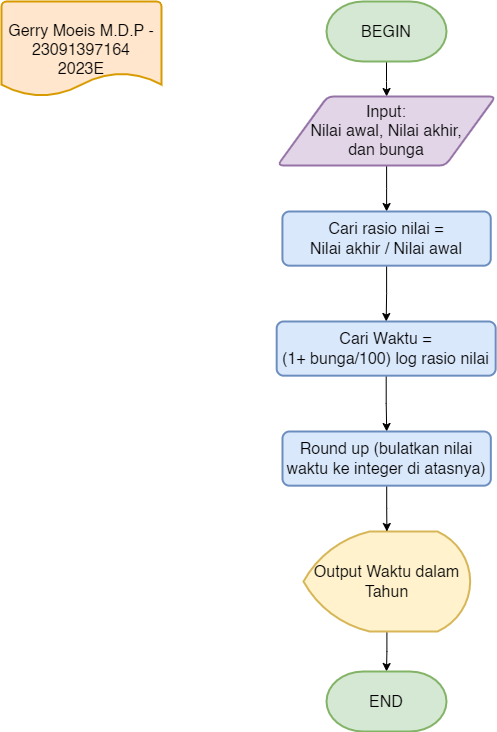 Gerry Moeis M.D.P -
23091397164
2023E
BEGIN
Input:
Nilai awal, Nilai akhir,
dan bunga
Cari rasio nilai =
Nilai akhir / Nilai awal
Cari Waktu =
(1+ bunga/100) log rasio nilai
Round up (bulatkan nilai
waktu ke integer di atasnya)
Output Waktu dalam
Tahun
END